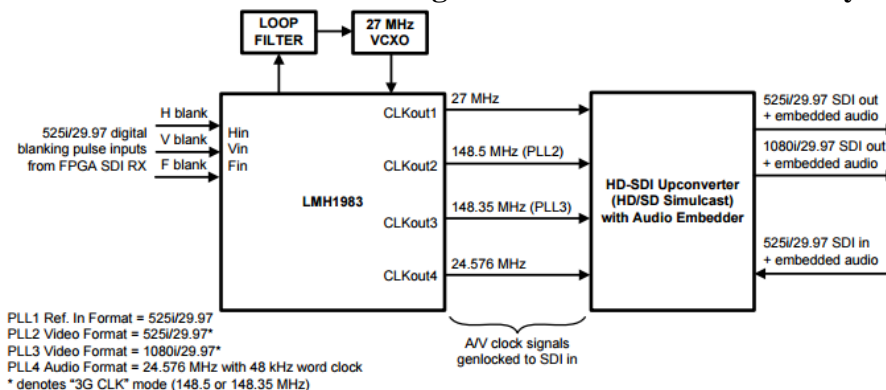 LOOP
FILTER
27 MHz
VCXO
H blank
V blank
F blank
525i/29.97 digital
blanking pulse inputs
from FPGA SDI RX
Hin
Vin
Fin
LMH1983
CLKout1
CLKout2
CLKout3
CLKout4
27 MHz
148.5 MHz (PLL2)
148.35 MHz (PLL3)
24.576 MHz
HD-SDI Upconverter
(HD/SD Simulcast)
with Audio Embedder
525i/29.97 SDI out
+ embedded audio
1080i/29.97 SDI out
+ embedded audio
525i/29.97 SDI in
+ embedded audio
A/V clock signals
genlocked to SDI in
PLL1 Ref. In Format = 525i/29.97
PLL2 Video Format = 525i/29.97*
PLL3 Video Format = 1080i/29.97*
PLL4 Audio Format = 24.576 MHz with 48 kHz word clock
* denotes "3G CLK" mode (148.5 or 148.35 MHz)